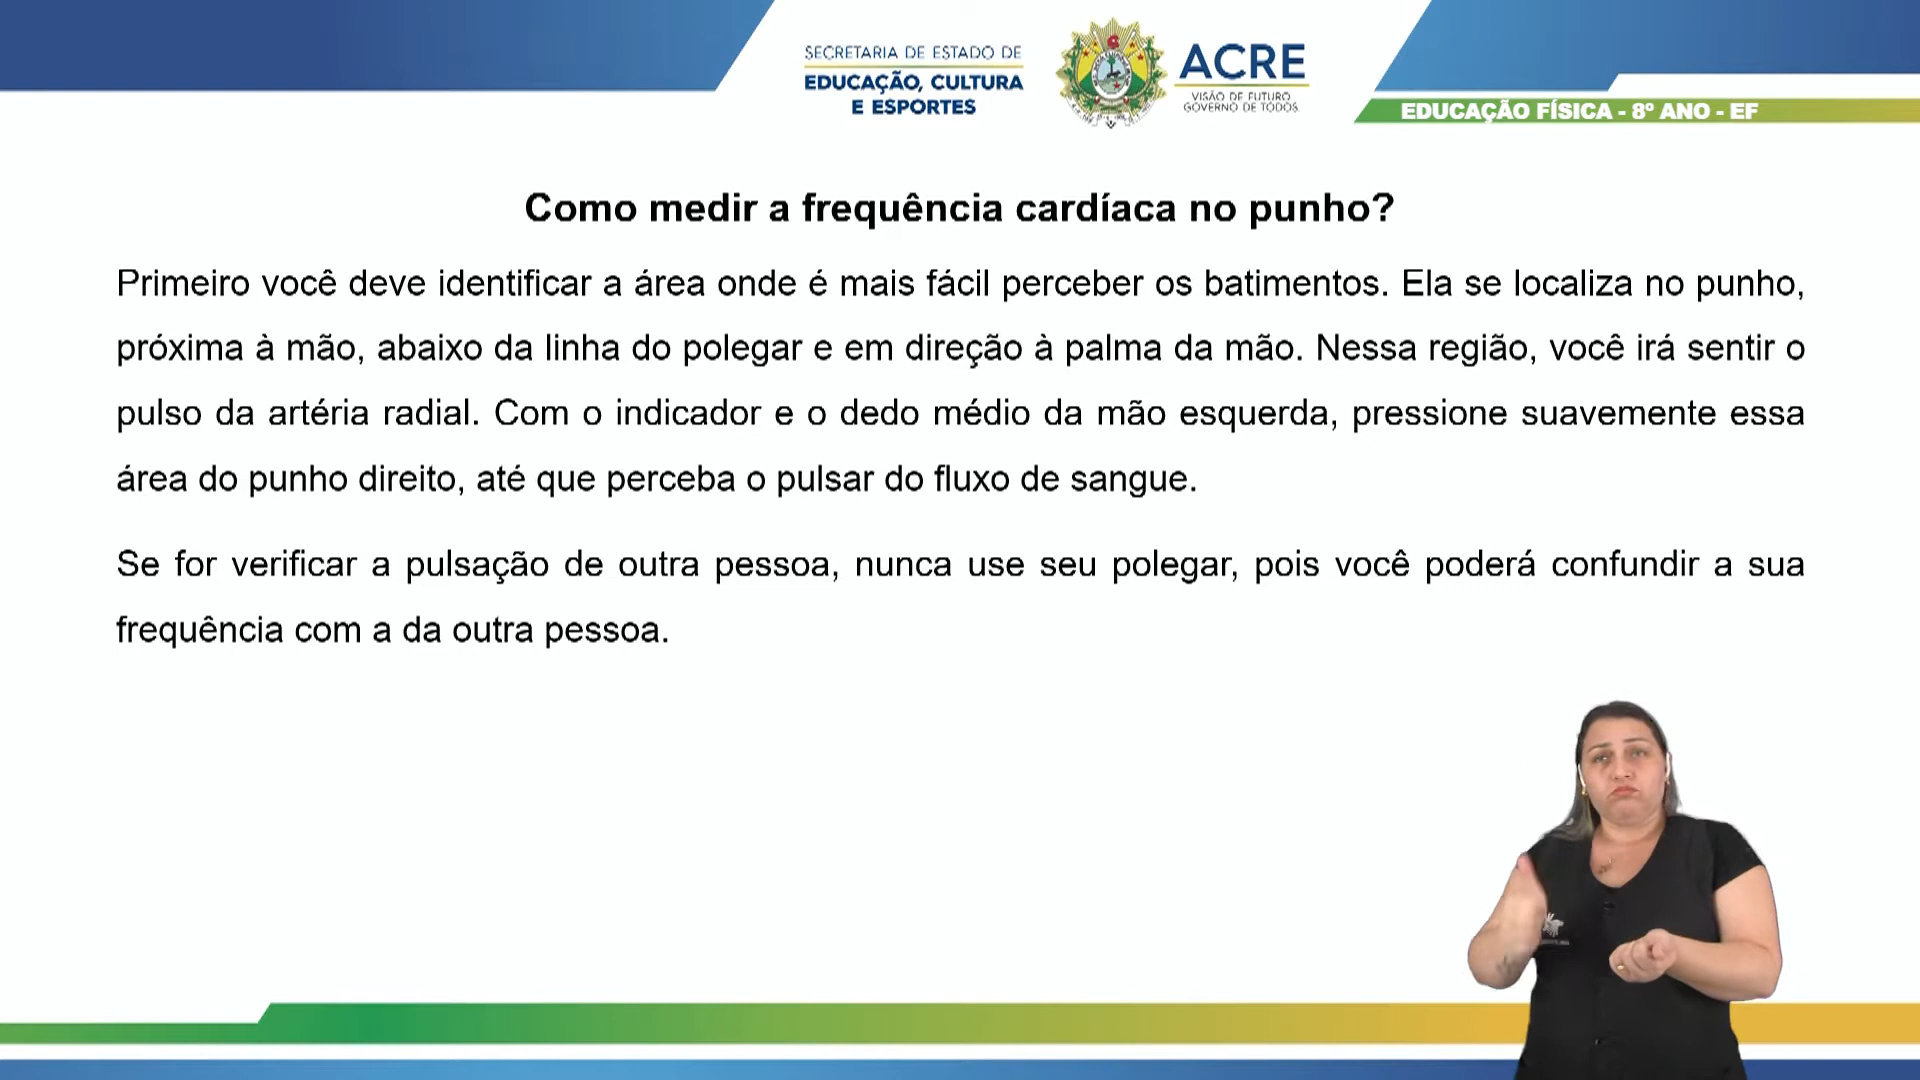 SECRETARIA DE ESTADO DE
EDUCAÇÃO, CULTURA
E ESPORTES
ACRE
VISÃO DE FUTURO
GOVERNO DE TODOS
EDUCAÇÃO FÍSICA - 8º ANO - EF
Como medir a frequência cardíaca no punho?
Primeiro você deve identificar a área onde é mais fácil perceber os batimentos. Ela se localiza no punho,
próxima à mão, abaixo da linha do polegar e em direção à palma da mão. Nessa região, você irá sentir o
pulso da artéria radial. Com o indicador e o dedo médio da mão esquerda, pressione suavemente essa
área do punho direito, até que perceba o pulsar do fluxo de sangue.
Se for verificar a pulsação de outra pessoa, nunca use seu polegar, pois você poderá confundir a sua
frequência com a da outra pessoa.